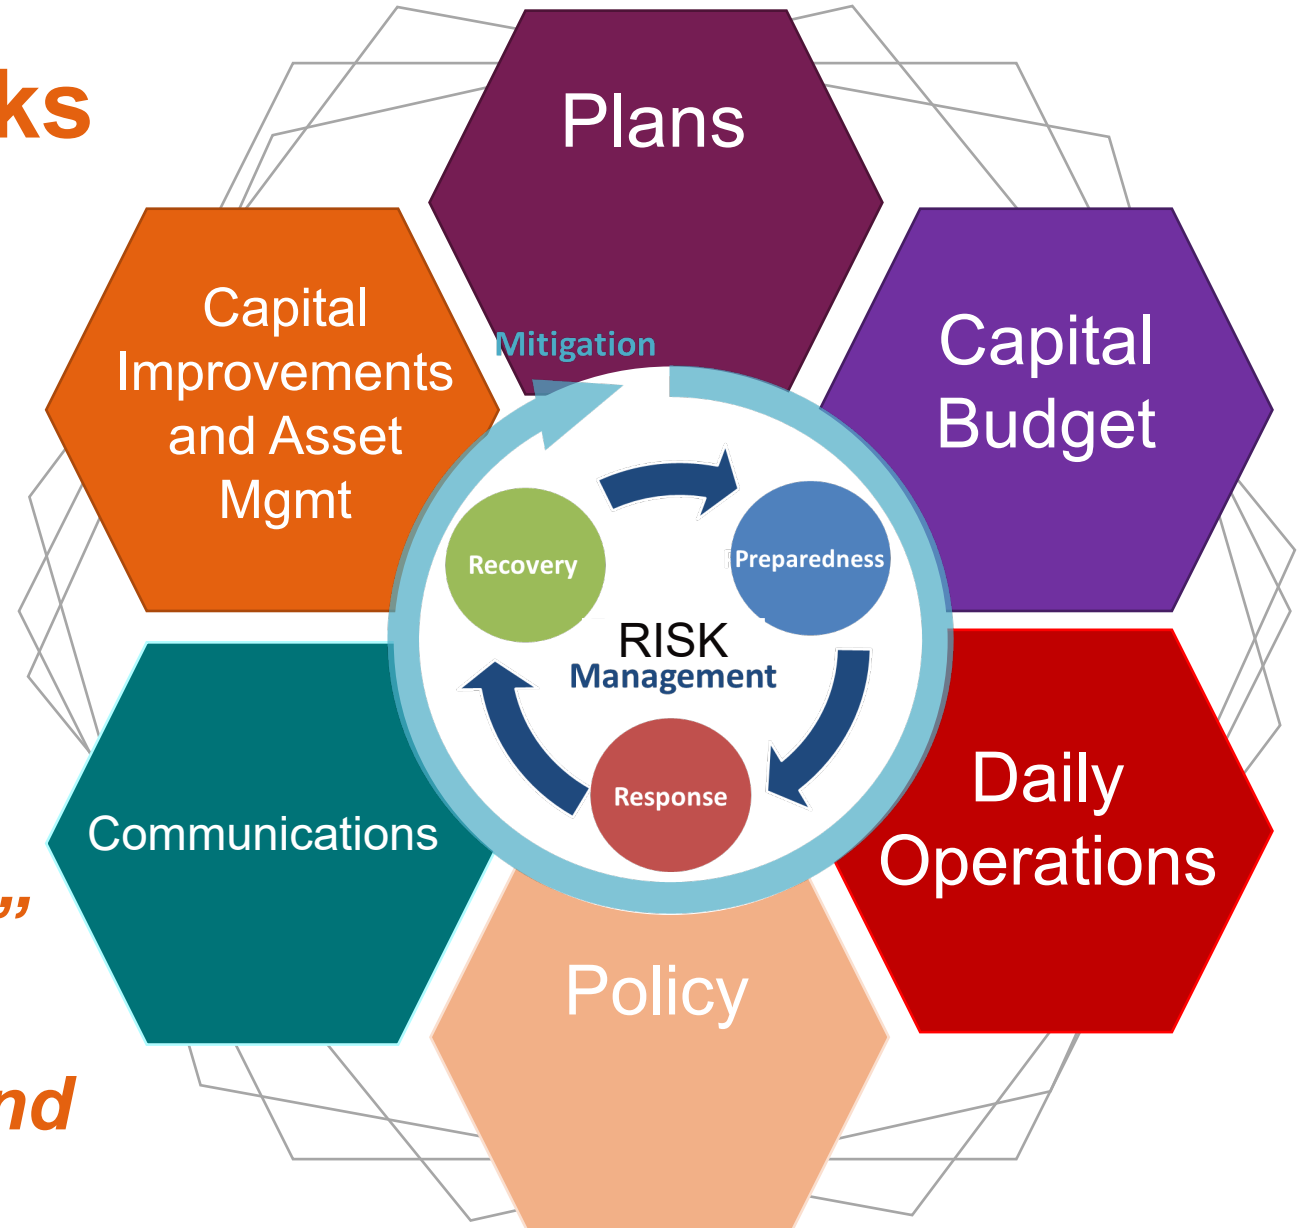 ks
Plans
Capital
Improvements
and Asset
Mgmt
Capital
Budget
Mitigation
Recovery
Preparedness
RISK
Management
Response
Communications
Daily
Operations
”
Policy
nd